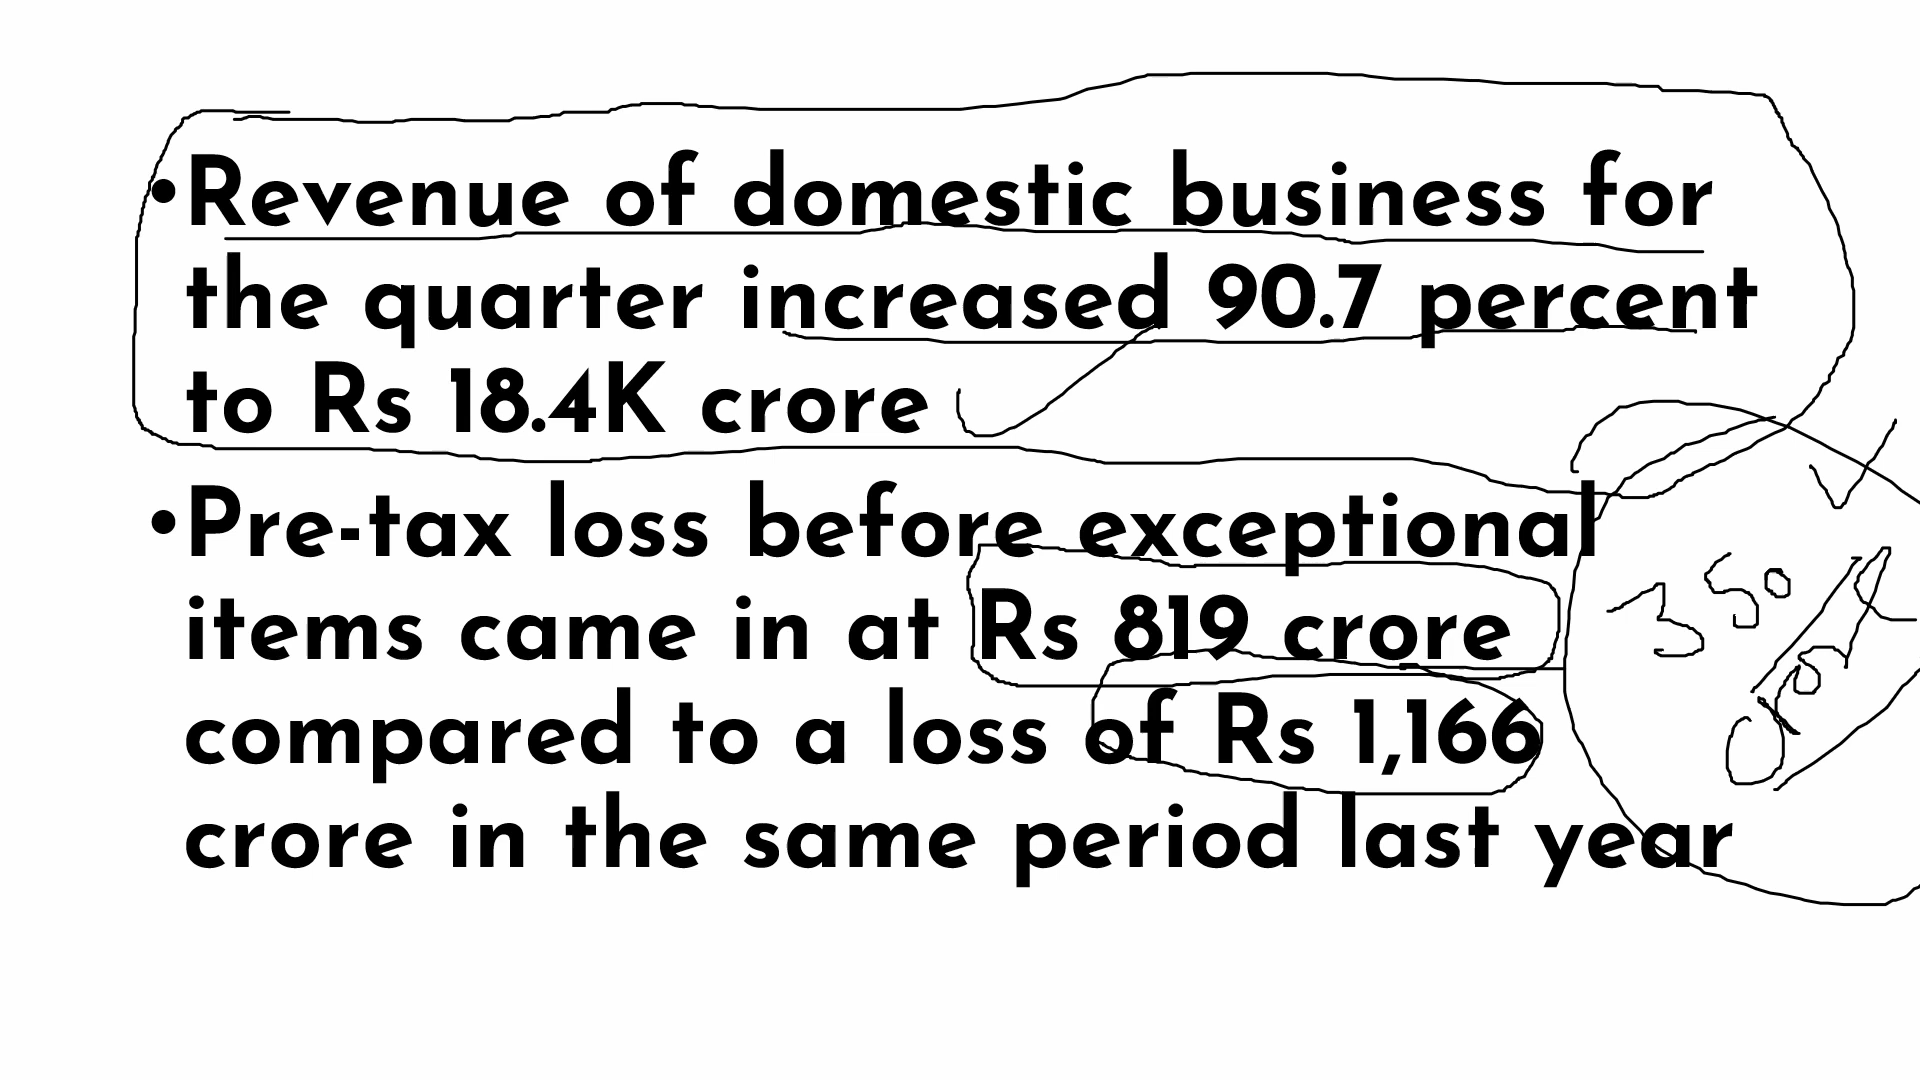 •Revenue of domestic business for
the quarter increased 90.7 percent
to Rs 18.4K crore
•Pre-tax loss before exceptional
items came in at Rs 819 crore
compared to a loss of Rs 1,166
crore in the same period last year